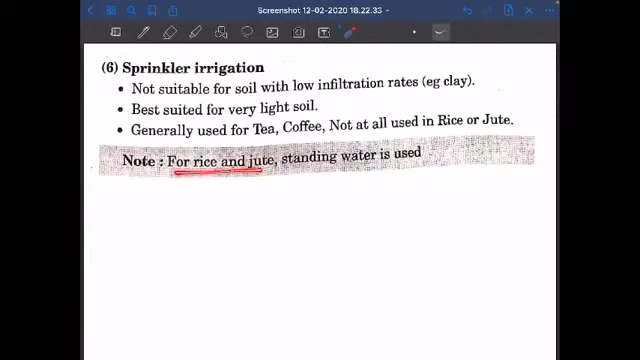 Screenshot 12-02-2020 18.22.33
(6) Sprinkler irrigation
• Not suitable for soil with low infiltration rates (eg clay).
• Best suited for very light soil.
• Generally used for Tea, Coffee, Not at all used in Rice or Jute.
Note : For rice and jute, standing water is used